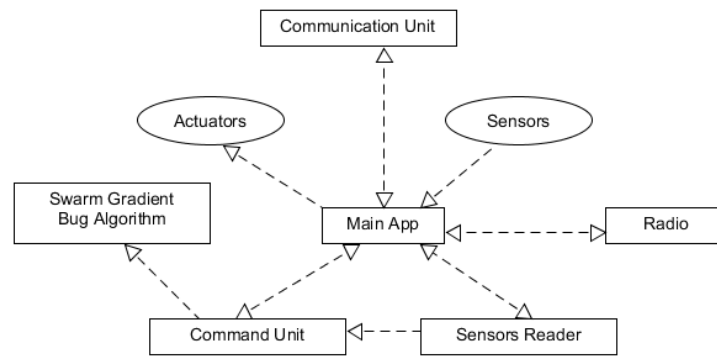 Communication Unit
Actuators
Sensors
Swarm Gradient
Bug Algorithm
Main App
Radio
Command Unit
Sensors Reader